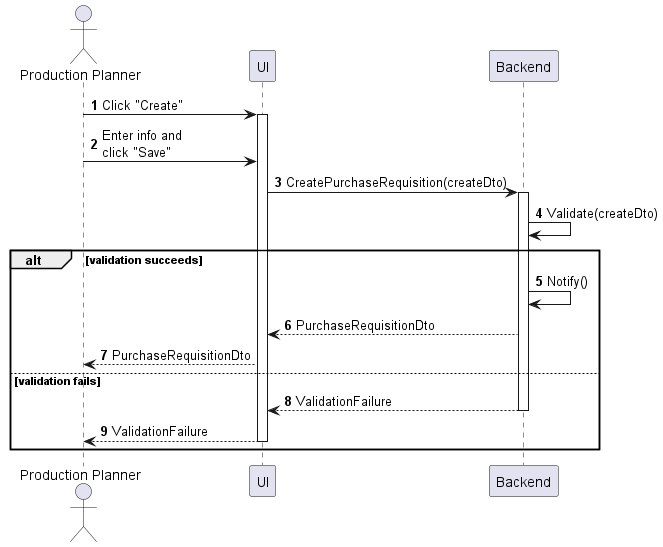 Production Planner
UI
Backend
1 Click "Create"
2 Enter info and
click "Save"
3 CreatePurchaseRequisition(createDto)
4 Validate(createDto)
alt [validation succeeds]
5 Notify()
6 PurchaseRequisitionDto
7 PurchaseRequisitionDto
[validation fails]
8 ValidationFailure
9 ValidationFailure
Production Planner
UI
Backend